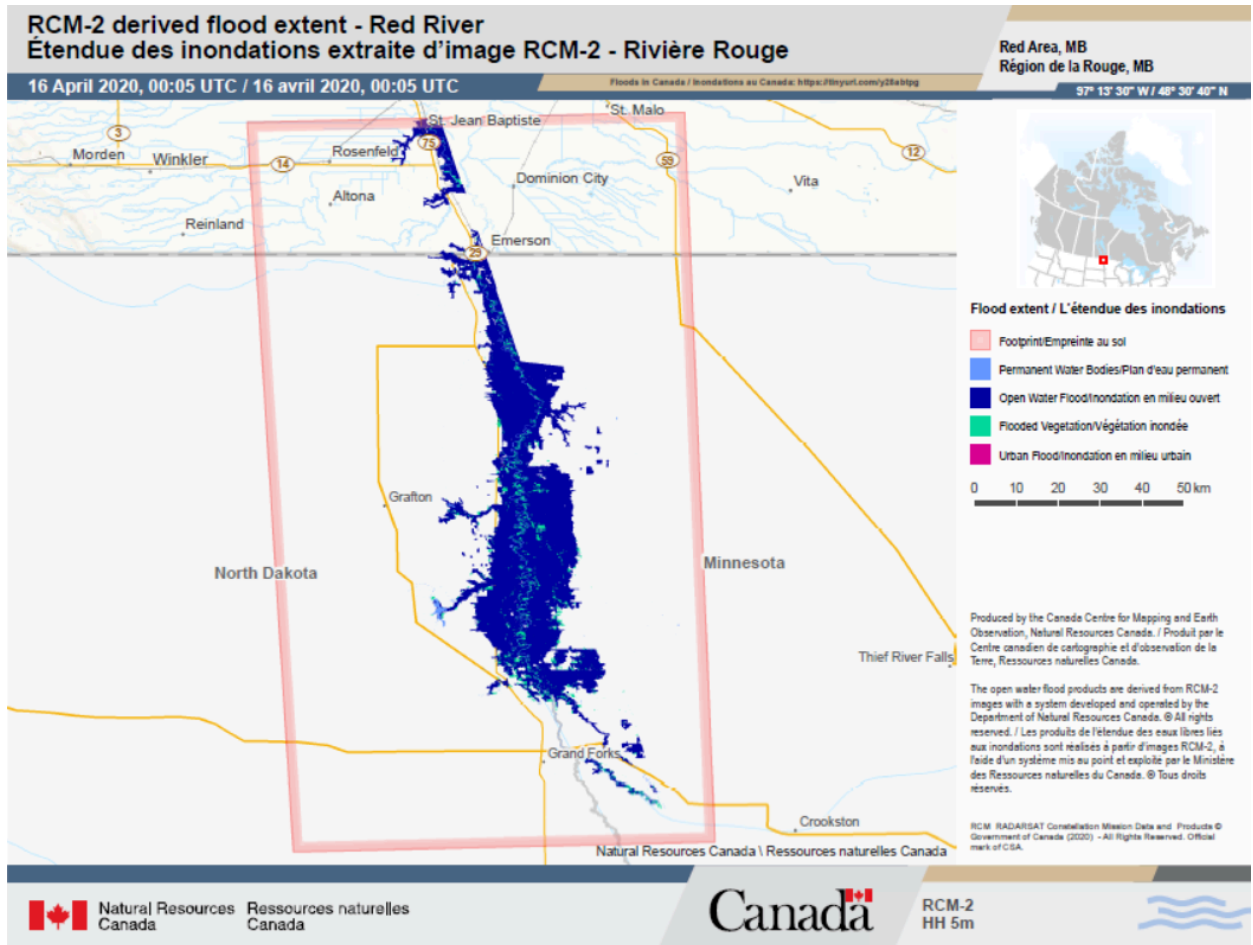 RCM-2 derived flood extent - Red River
Étendue des inondations extraite d'image RCM-2 - Rivière Rouge
Red Area, MB
Région de la Rouge, MB
16 April 2020, 00:05 UTC / 16 avril 2020, 00:05 UTC
Floods in Canada / Inondations au Canada:
97° 13' 30" W / 48° 30' 40" N
St. Jean Baptiste
St. Malo
3
75
Morden
Winkler
14
Rosenfeld
59
12
Dominion City
Vita
Altona
Reinland
Emerson
29
Grafton
North Dakota
Minnesota
Thief River Falls
Grand Forks
Crookston
Natural Resources Canada \ Ressources naturelles Canada
Flood extent / L'étendue des inondations
Footprint/Empreinte au sol
Permanent Water Bodies/Plan d'eau permanent
Open Water Flood/Inondation en milieu ouvert
Flooded Vegetation/Végétation inondée
Urban Flood/Inondation en milieu urbain
0 10 20 30 40 50 km
Produced by the Canada Centre for Mapping and Earth
Observation, Natural Resources Canada. / Produit par le
Centre canadien de cartographie et d'observation de la
Terre, Ressources naturelles Canada.
The open water flood products are derived from RCM-2
images with a system developed and operated by the
Department of Natural Resources Canada. © All rights
reserved. / Les produits de l'étendue des eaux libres liés
aux inondations sont réalisés à partir d'images RCM-2, à
l'aide d'un système mis au point et exploité par le Ministère
des Ressources naturelles du Canada. © Tous droits
réservés.
RCM RADARSAT Constellation Mission Data and Products ©
Government of Canada (2020) - All Rights Reserved. Official
mark of CSA.
Natural Resources
Canada
Ressources naturelles
Canada
Canada
RCM-2
HH 5m